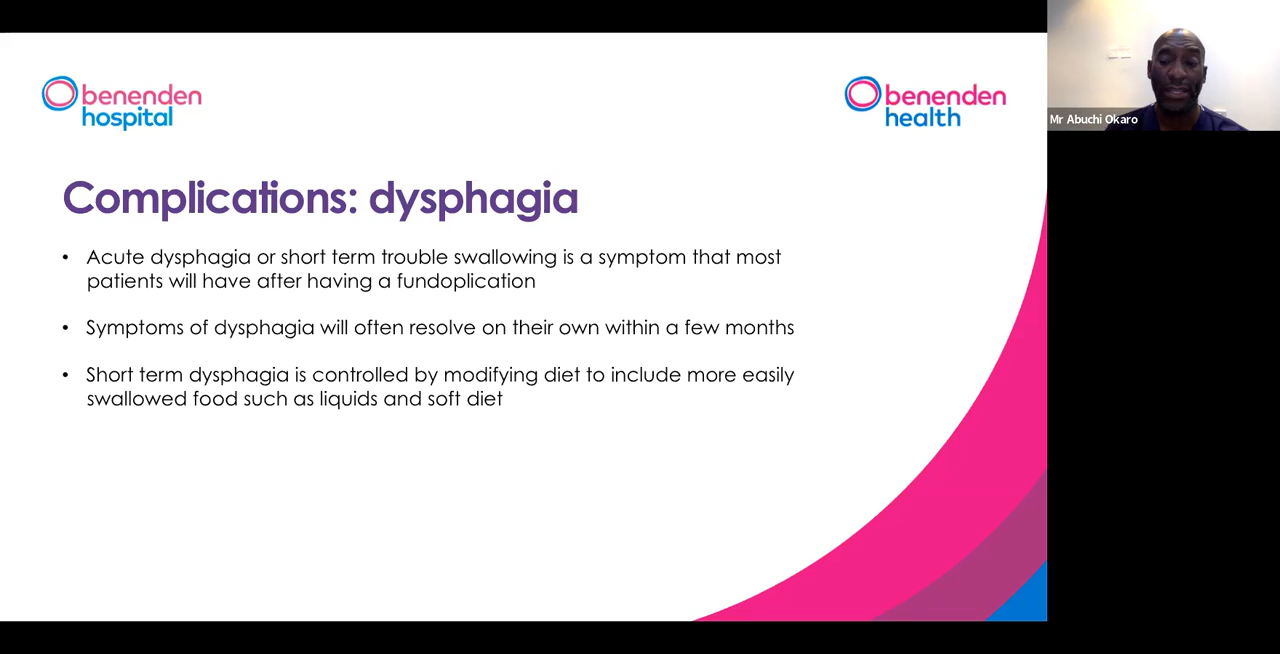 benenden
hospital
benenden
health
Mr Abuchi Okaro
Complications: dysphagia
• Acute dysphagia or short term trouble swallowing is a symptom that most
patients will have after having a fundoplication
• Symptoms of dysphagia will often resolve on their own within a few months
• Short term dysphagia is controlled by modifying diet to include more easily
swallowed food such as liquids and soft diet